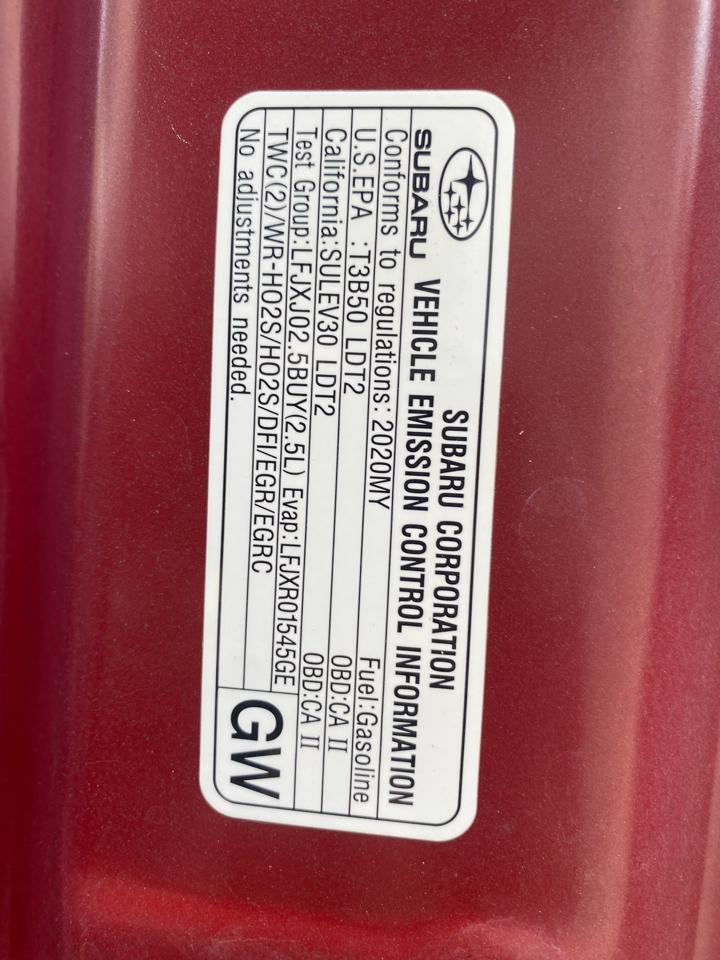 SUBARU CORPORATION
SUBARU VEHICLE EMISSION CONTROL INFORMATION
Conforms to regulations: 2020MY Fuel:Gasoline
U.S.EPA :T3B50 LDT2 OBD:CA II
California:SULEV30 LDT2 OBD:CA II
Test Group:LFJXJ02.5BUY(2.5L) Evap:LFJXR01545GE
TWC(2)/WR-HO2S/HO2S/DFI/EGR/EGRC
No adjustments needed.
GW